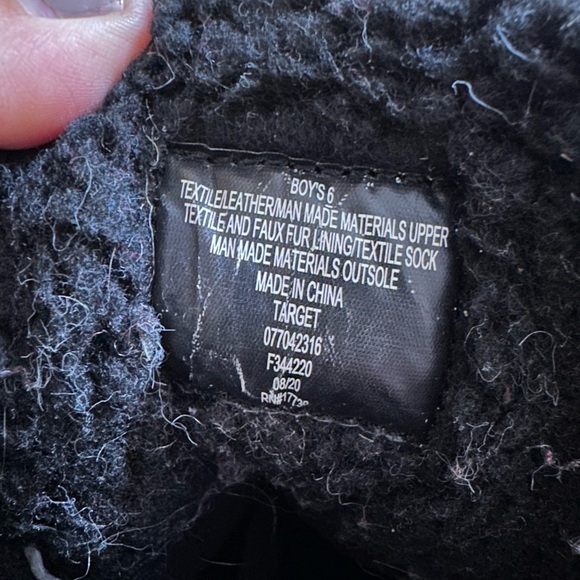 BOY'S 6
TEXTILE/LEATHER/MAN MADE MATERIALS UPPER
TEXTILE AND FAUX FUR LINING/TEXTILE SOCK
MAN MADE MATERIALS OUTSOLE
MADE IN CHINA
TARGET
077042316
F344220
08/20